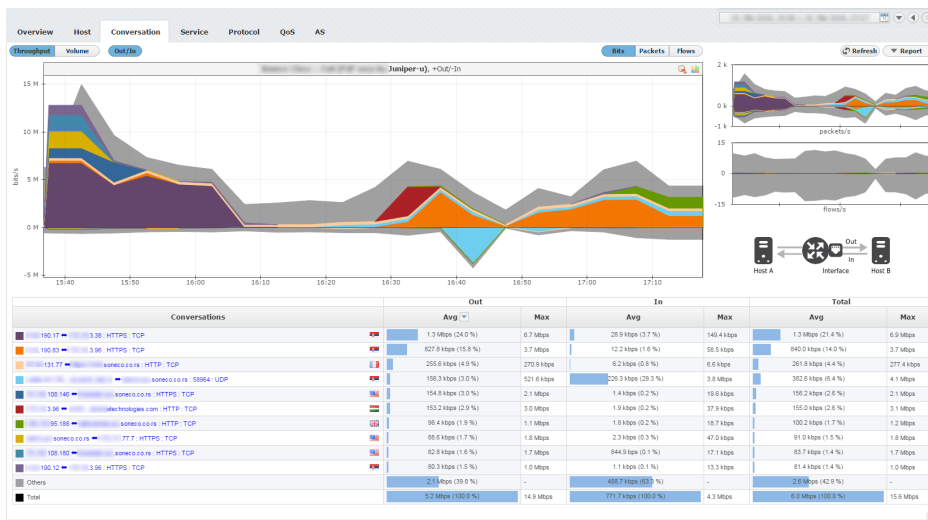 Overview Host Conversation Service Protocol QoS AS
Throughput Volume Out/In Bits Packets Flows Refresh Report
Juniper-u), +Out/-In
15 M
10 M
5 M
0 M
-5 M
bits/s
15:40 15:50 16:00 16:10 16:20 16:30 16:40 16:50 17:00 17:10
2 k
0 k
-1 k
packets/s
15
0
-15
flows/s
Out
In
Host A Interface Host B
Out In Total
Conversations Avg Max Avg Max Avg Max
190.17 3.38 : HTTPS : TCP 1.3 Mbps (24.0 %) 6.7 Mbps 28.9 kbps (3.7 %) 149.4 kbps 1.3 Mbps (21.4 %) 6.9 Mbps
190.83 3.96 : HTTPS : TCP 827.8 kbps (15.8 %) 3.7 Mbps 12.2 kbps (1.6 %) 58.5 kbps 840.0 kbps (14.0 %) 3.7 Mbps
131.77 soneco.co.rs : HTTP : TCP 255.6 kbps (4.9 %) 270.9 kbps 6.2 kbps (0.8 %) 6.6 kbps 261.8 kbps (4.4 %) 277.4 kbps
soneco.co.rs : 58964 : UDP 156.3 kbps (3.0 %) 521.6 kbps 226.3 kbps (29.3 %) 3.8 Mbps 382.6 kbps (6.4 %) 4.1 Mbps
108.146 soneco.co.rs : HTTPS : TCP 154.8 kbps (3.0 %) 2.1 Mbps 1.4 kbps (0.2 %) 19.6 kbps 156.2 kbps (2.6 %) 2.1 Mbps
3.96 atechnologies.com : HTTP : TCP 153.2 kbps (2.9 %) 3.0 Mbps 1.9 kbps (0.2 %) 37.9 kbps 155.0 kbps (2.6 %) 3.1 Mbps
95.188 soneco.co.rs : HTTPS : TCP 98.4 kbps (1.9 %) 1.1 Mbps 1.8 kbps (0.2 %) 18.7 kbps 100.2 kbps (1.7 %) 1.2 Mbps
soneco.co.rs 77.7 : HTTPS : TCP 88.6 kbps (1.7 %) 1.8 Mbps 2.3 kbps (0.3 %) 47.0 kbps 91.0 kbps (1.5 %) 1.8 Mbps
108.180 soneco.co.rs : HTTPS : TCP 82.8 kbps (1.6 %) 1.7 Mbps 844.9 bps (0.1 %) 17.1 kbps 83.7 kbps (1.4 %) 1.7 Mbps
190.12 3.96 : HTTPS : TCP 80.3 kbps (1.5 %) 1.0 Mbps 1.1 kbps (0.1 %) 13.3 kbps 81.4 kbps (1.4 %) 1.0 Mbps
Others 2.1 Mbps (39.8 %) - 488.7 kbps (63.3 %) - 2.6 Mbps (42.9 %) -
Total 5.2 Mbps (100.0 %) 14.9 Mbps 771.7 kbps (100.0 %) 4.3 Mbps 6.0 Mbps (100.0 %) 15.6 Mbps